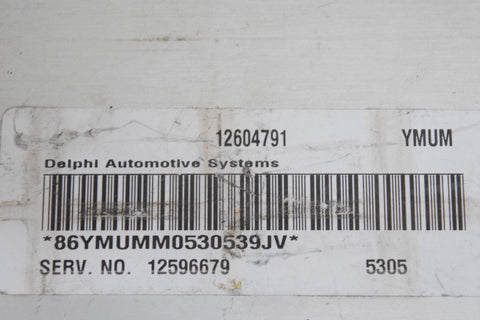 12604791 YMUM
Delphi Automotive Systems
*86YMUMM0530539JV*
SERV. NO. 12596679 5305